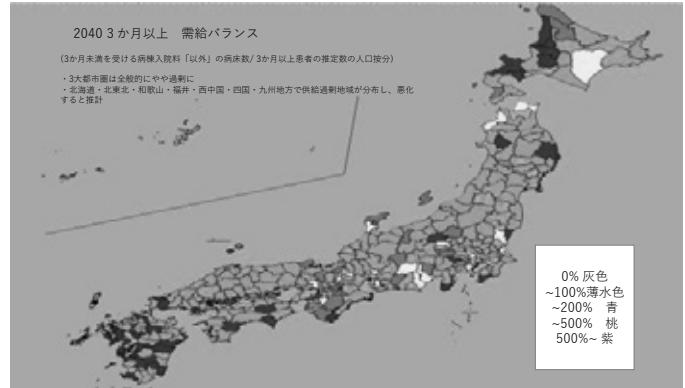 2040 3 か月以上　需給バランス
(3か月未満を受ける病棟入院料「以外」の病床数/ 3か月以上患者の推定数の人口按分)
・3大都市圏は全般的にやや過剰に
・北海道・北東北・和歌山・福井・西中国・四国・九州地方で供給過剰地域が分布し、悪化
すると推計
0% 灰色
~100%薄水色
~200%　青
~500%　桃
500%~ 紫